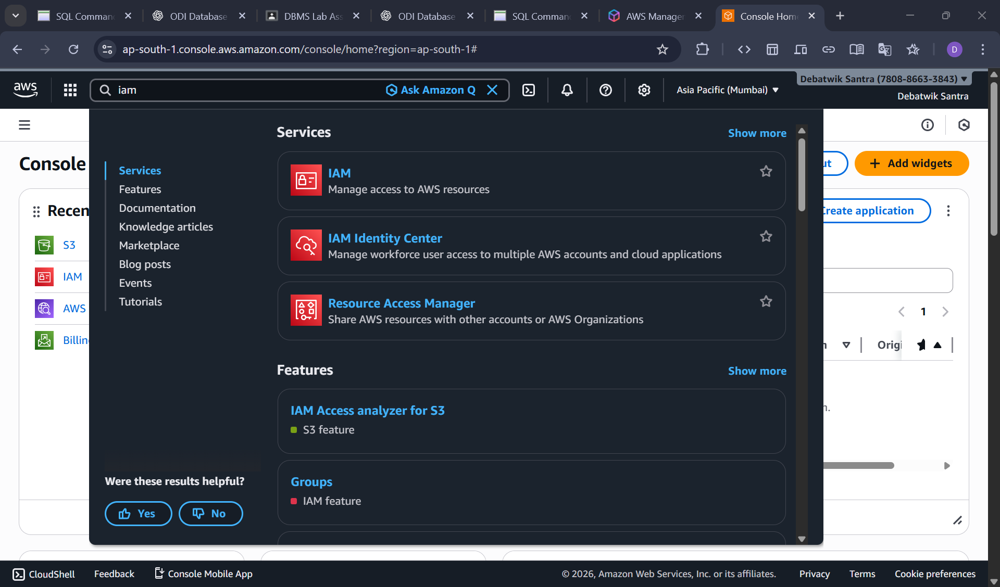 SQL Comman
ODI Database
DBMS Lab Ass
ODI Database
SQL Comman
AWS Manager
Console Hom
ap-south-1.console.aws.amazon.com/console/home?region=ap-south-1#
D
aws
iam
Ask Amazon Q
Asia Pacific (Mumbai)
Debatwik Santra (7808-8663-3843)
Debatwik Santra
Console
ut
Add widgets
Recen
Create application
S3
IAM
AWS
Billin
1
n
Origi
n.
Services
Features
Documentation
Knowledge articles
Marketplace
Blog posts
Events
Tutorials
Were these results helpful?
Yes
No
Services
Show more
IAM
Manage access to AWS resources
IAM Identity Center
Manage workforce user access to multiple AWS accounts and cloud applications
Resource Access Manager
Share AWS resources with other accounts or AWS Organizations
Features
Show more
IAM Access analyzer for S3
S3 feature
Groups
IAM feature
CloudShell
Feedback
Console Mobile App
© 2026, Amazon Web Services, Inc. or its affiliates.
Privacy
Terms
Cookie preferences